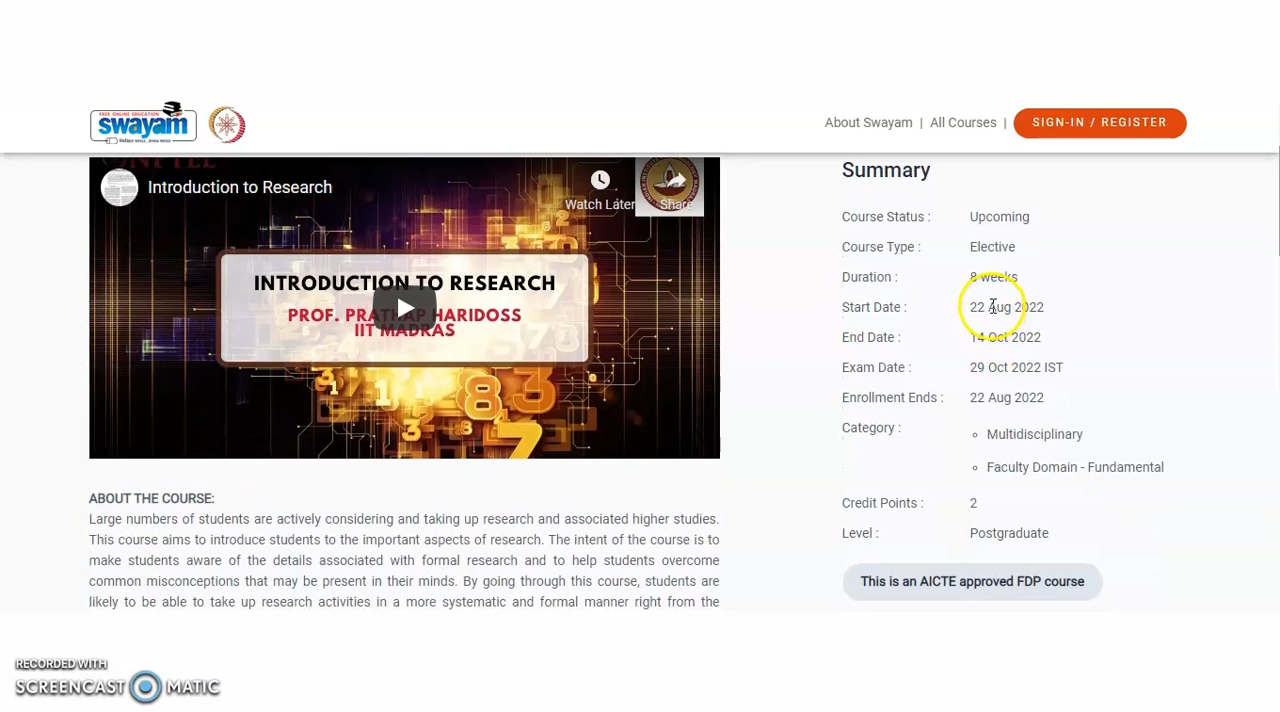 FREE ONLINE EDUCATION
swayam
About Swayam | All Courses |
SIGN-IN / REGISTER
NPTEL
Introduction to Research
Watch Later
Share
INTRODUCTION TO RESEARCH
PROF. PRATHAP HARIDOSS
IIT MADRAS
ABOUT THE COURSE:
Large numbers of students are actively considering and taking up research and associated higher studies.
This course aims to introduce students to the important aspects of research. The intent of the course is to
make students aware of the details associated with formal research and to help students overcome
common misconceptions that may be present in their minds. By going through this course, students are
likely to be able to take up research activities in a more systematic and formal manner right from the
Summary
Course Status : Upcoming
Course Type : Elective
Duration : 8 weeks
Start Date : 22 Aug 2022
End Date : 14 Oct 2022
Exam Date : 29 Oct 2022 IST
Enrollment Ends : 22 Aug 2022
Category :
Multidisciplinary
Faculty Domain - Fundamental
Credit Points : 2
Level : Postgraduate
This is an AICTE approved FDP course
RECORDED WITH
SCREENCAST MATIC